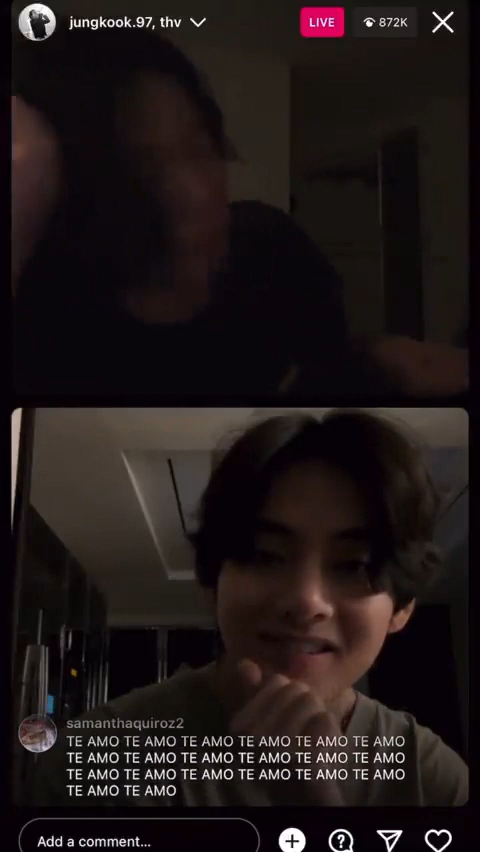 jungkook.97, thv
LIVE
872K
samanthaquiroz2
TE AMO TE AMO TE AMO TE AMO TE AMO TE AMO
TE AMO TE AMO TE AMO TE AMO TE AMO TE AMO
TE AMO TE AMO TE AMO TE AMO TE AMO TE AMO
TE AMO TE AMO
Add a comment...